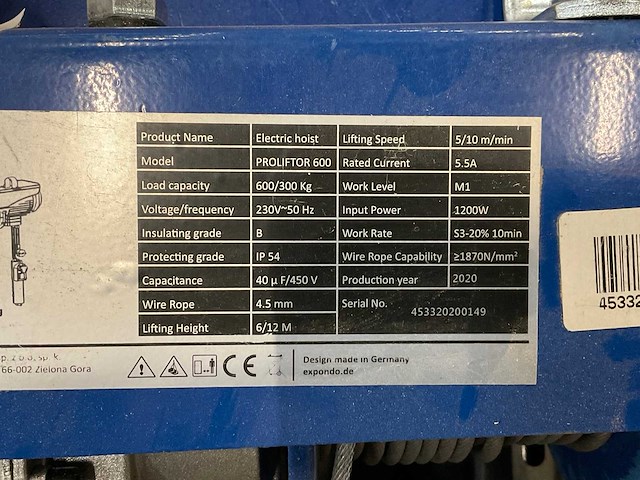 Product Name Electric hoist Lifting Speed 5/10 m/min
Model PROLIFTOR 600 Rated Current 5.5A
Load capacity 600/300 Kg Work Level M1
Voltage/frequency 230V~50 Hz Input Power 1200W
Insulating grade B Work Rate S3-20% 10min
Protecting grade IP 54 Wire Rope Capability ≥1870N/mm²
Capacitance 40 µ F/450 V Production year 2020
Wire Rope 4.5 mm Serial No. 453320200149
Lifting Height 6/12 M
p. z o.o. sp. k.
66-002 Zielona Gora
CE
Design made in Germany
expondo.de
45332